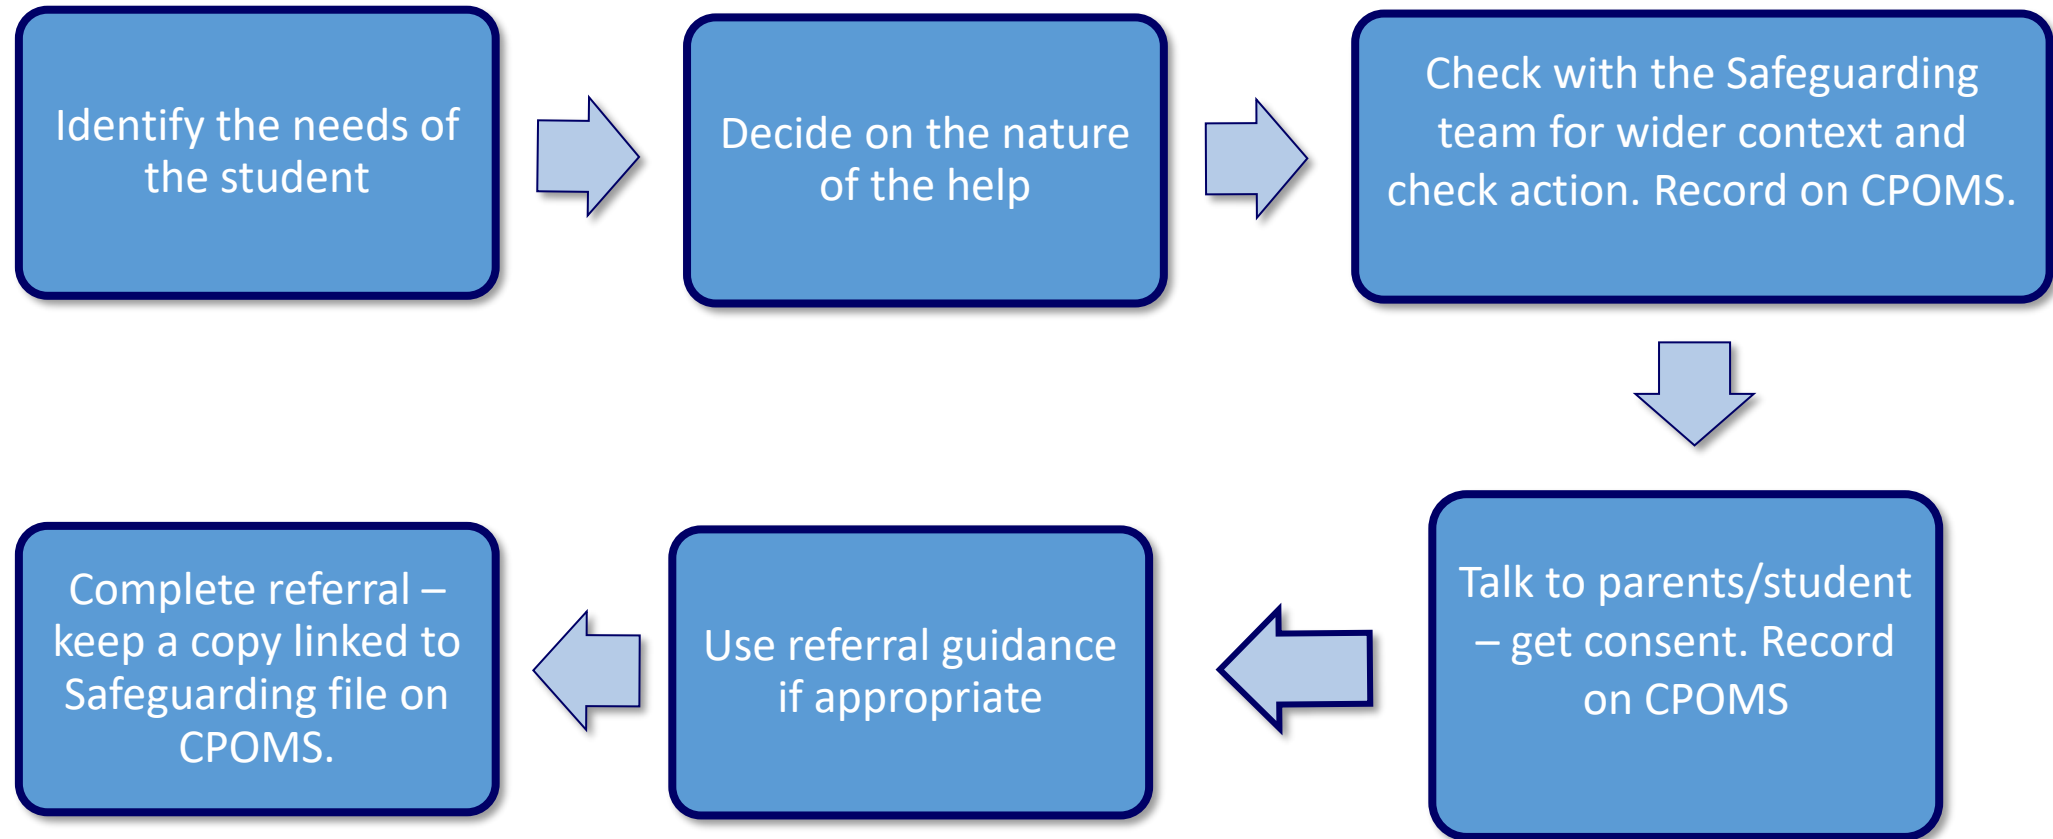 Identify the needs of
the student
Decide on the nature
of the help
Check with the Safeguarding
team for wider context and
check action. Record on CPOMS.
Talk to parents/student
– get consent. Record
on CPOMS
Use referral guidance
if appropriate
Complete referral –
keep a copy linked to
Safeguarding file on
CPOMS.